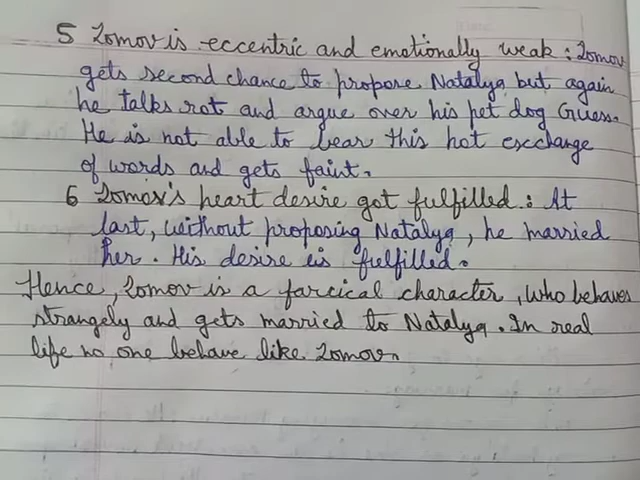 5 Lomov is eccentric and emotionally weak : Lomov
gets second chance to propose Natalya but again
he talks rot and argue over his pet dog Guess.
He is not able to bear this hot exchange
of words and gets faint.
6 Lomov's heart desire got fulfilled : At
last, without proposing Natalya, he married
her. His desire is fulfilled.
Hence, Lomov is a farcical character, who behaves
strangely and gets married to Natalya. In real
life no one behave like Lomov.